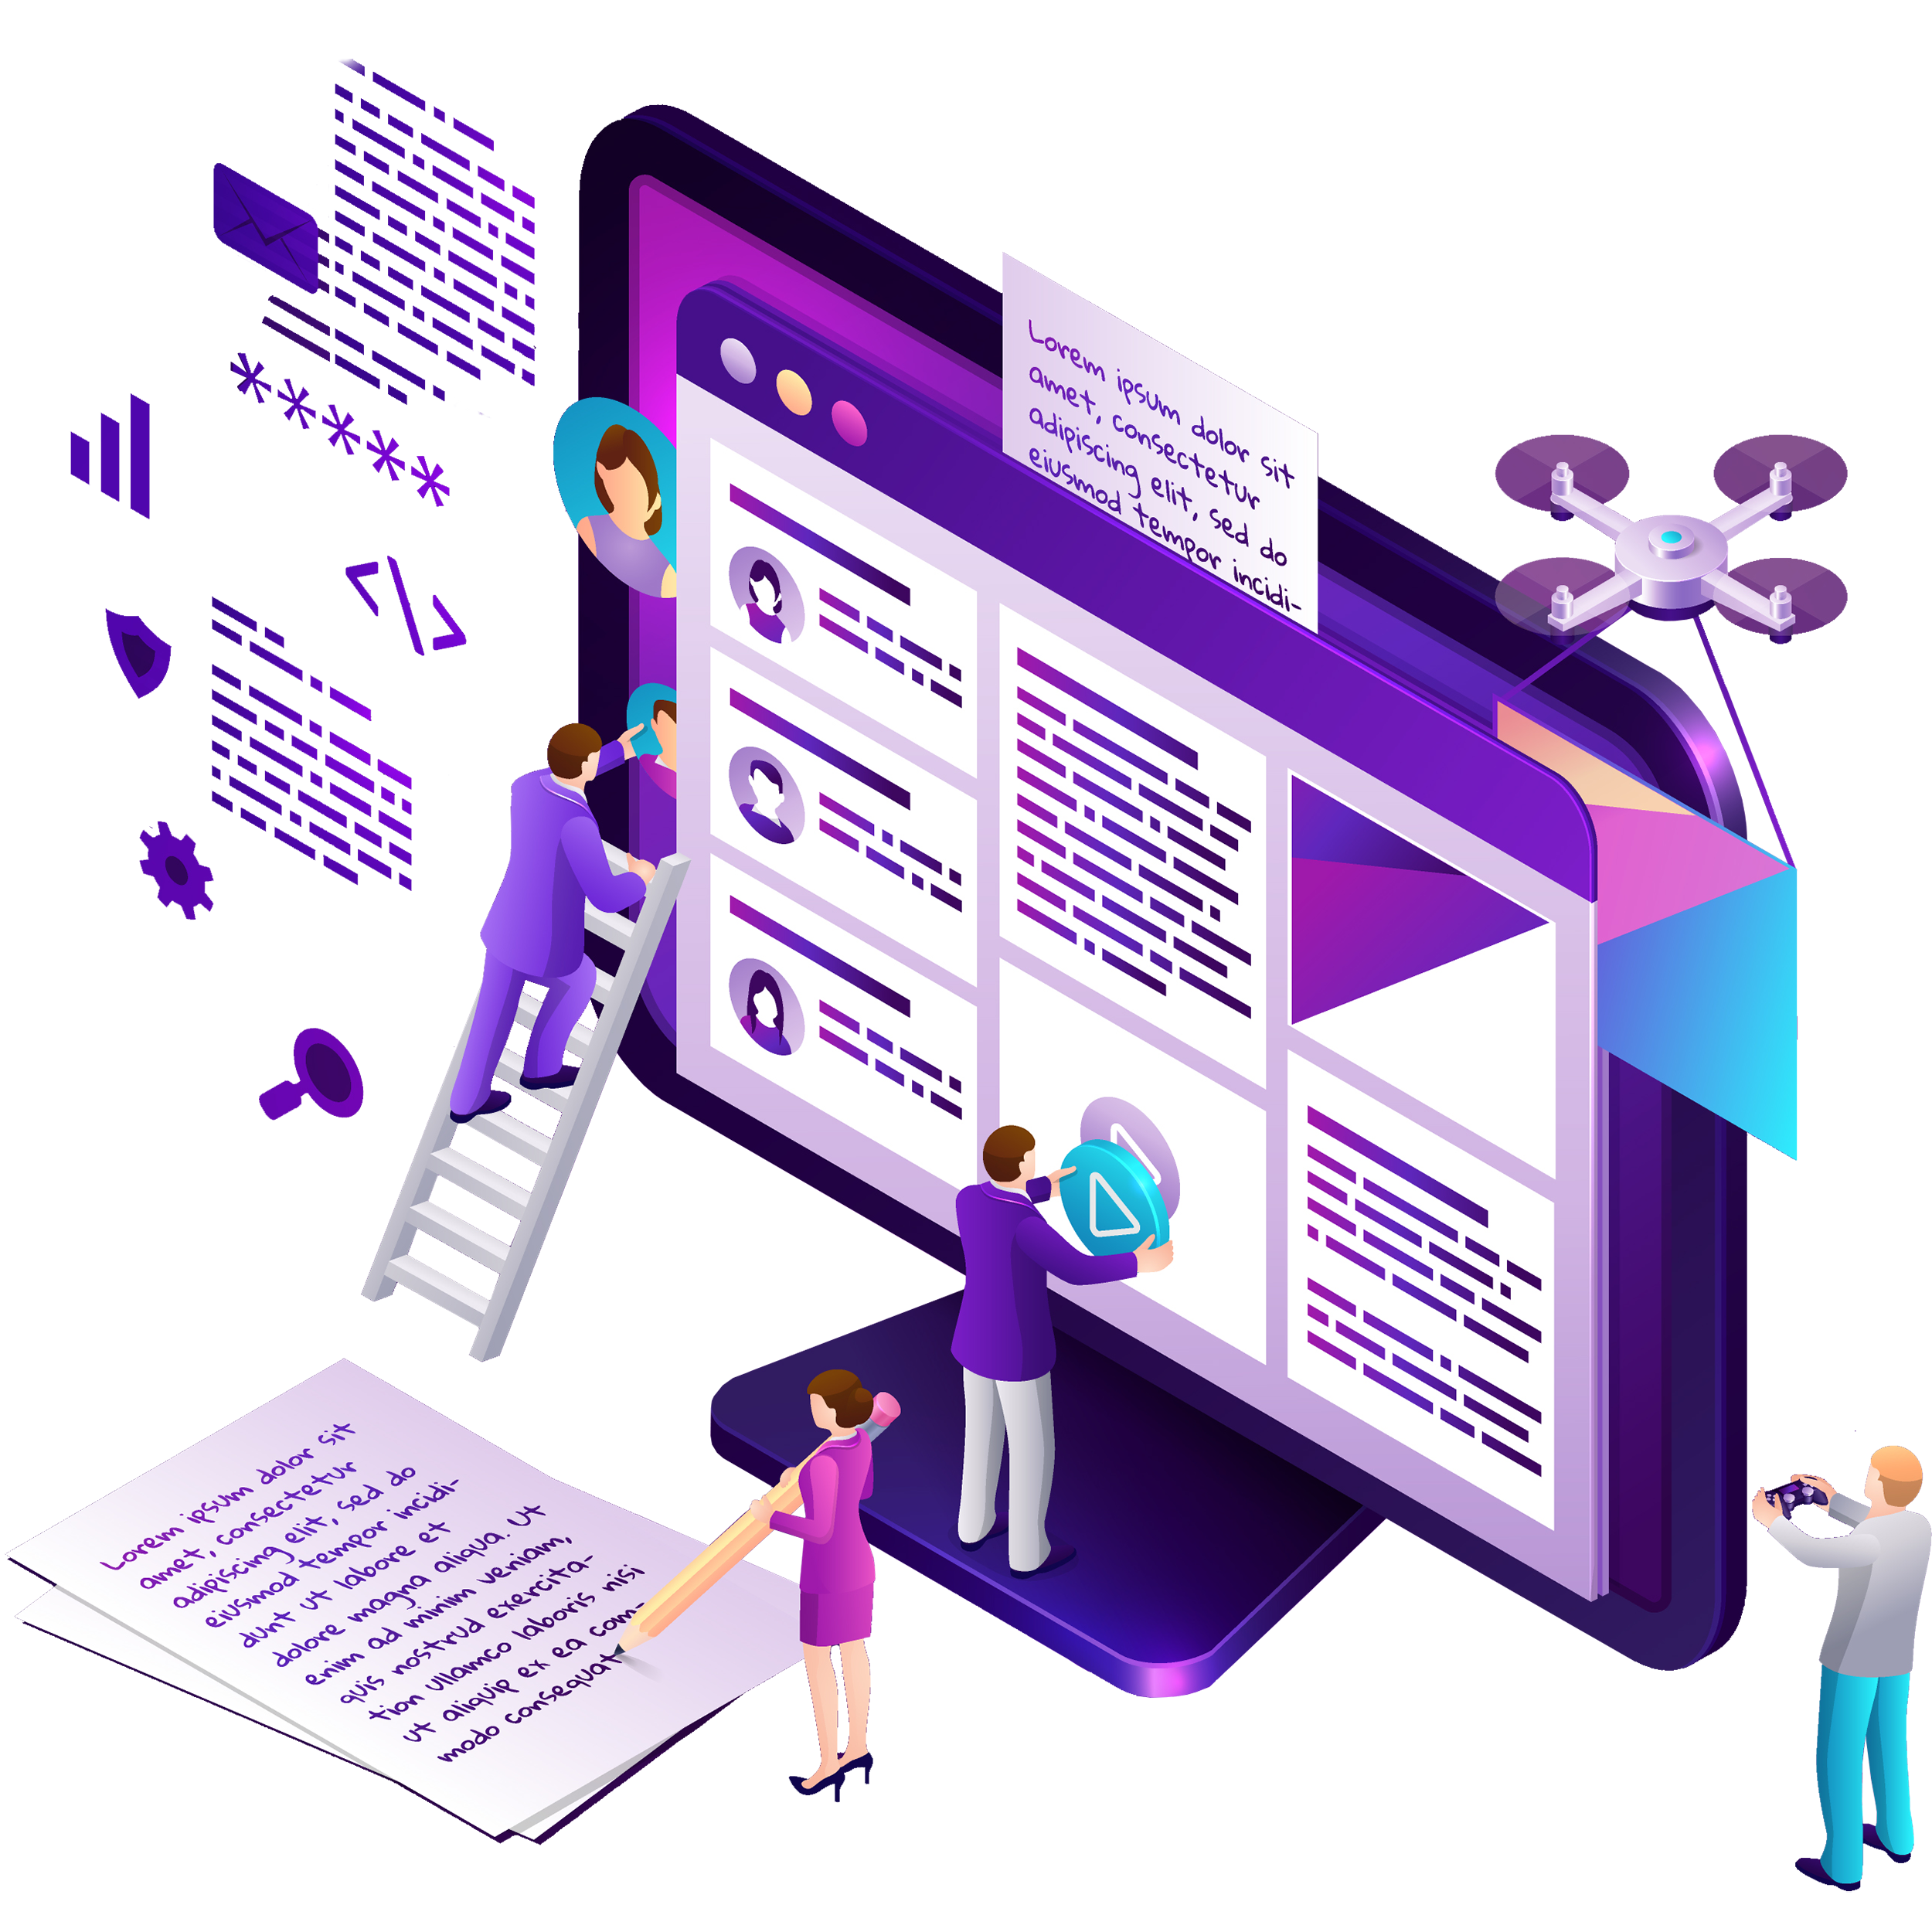 Lorem ipsum dolor sit
amet, consectetur
adipiscing elit, sed do
eiusmod tempor incidi-
*****
</>
Lorem ipsum dolor sit
amet, consectetur
adipiscing elit, sed do
eiusmod tempor incidi-
dunt ut labore et
dolore magna aliqua. Ut
enim ad minim veniam,
quis nostrud exercita-
tion ullamco laboris nisi
ut aliquip ex ea com-
modo consequat